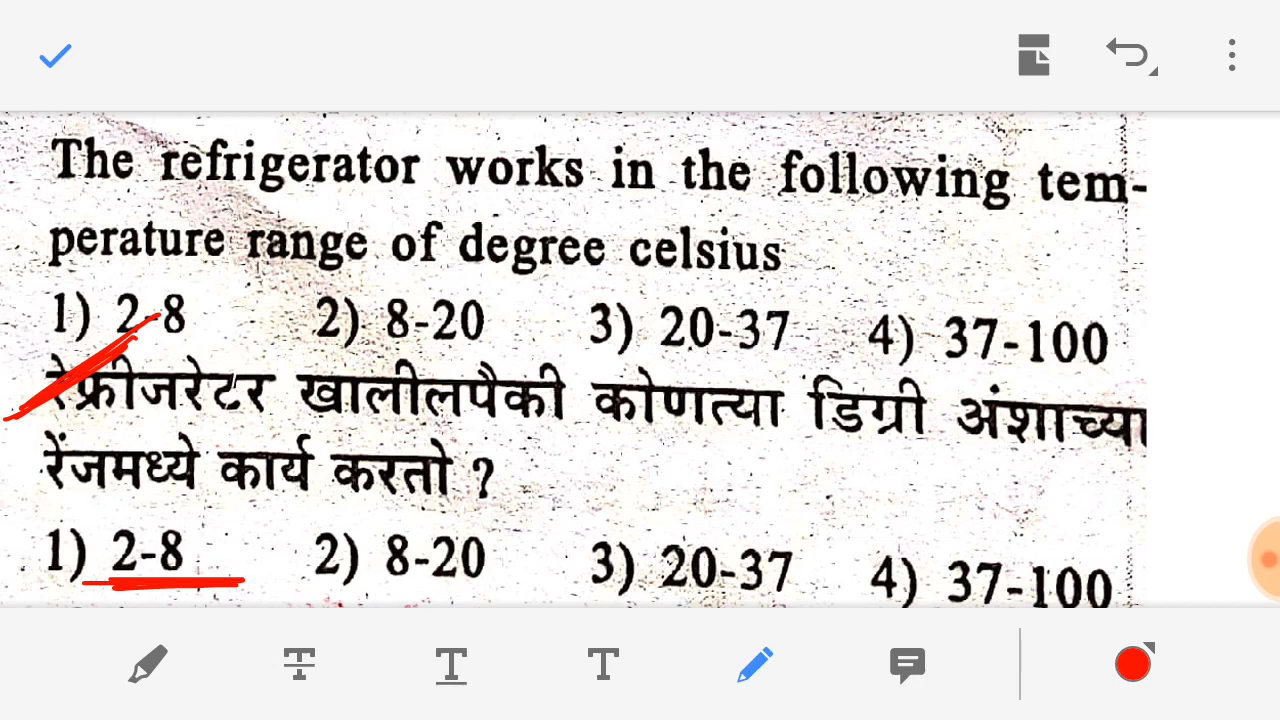 The refrigerator works in the following tem-
perature range of degree celsius
1) 2-8 2) 8-20 3) 20-37 4) 37-100
रेफ्रीजरेटर खालीलपैकी कोणत्या डिग्री अंशाच्या
रेंजमध्ये कार्य करतो ?
1) 2-8 2) 8-20 3) 20-37 4) 37-100